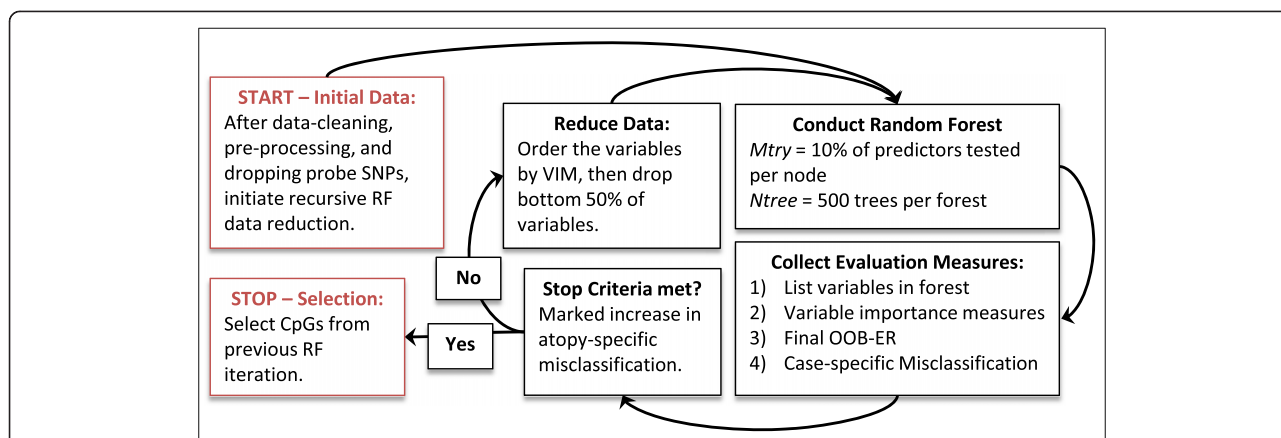 START – Initial Data:
After data-cleaning,
pre-processing, and
dropping probe SNPs,
initiate recursive RF
data reduction.
Reduce Data:
Order the variables
by VIM, then drop
bottom 50% of
variables.
Conduct Random Forest
Mtry = 10% of predictors tested
per node
Ntree = 500 trees per forest
Collect Evaluation Measures:
1) List variables in forest
2) Variable importance measures
3) Final OOB-ER
4) Case-specific Misclassification
Stop Criteria met?
Marked increase in
atopy-specific
misclassification.
No
Yes
STOP – Selection:
Select CpGs from
previous RF
iteration.